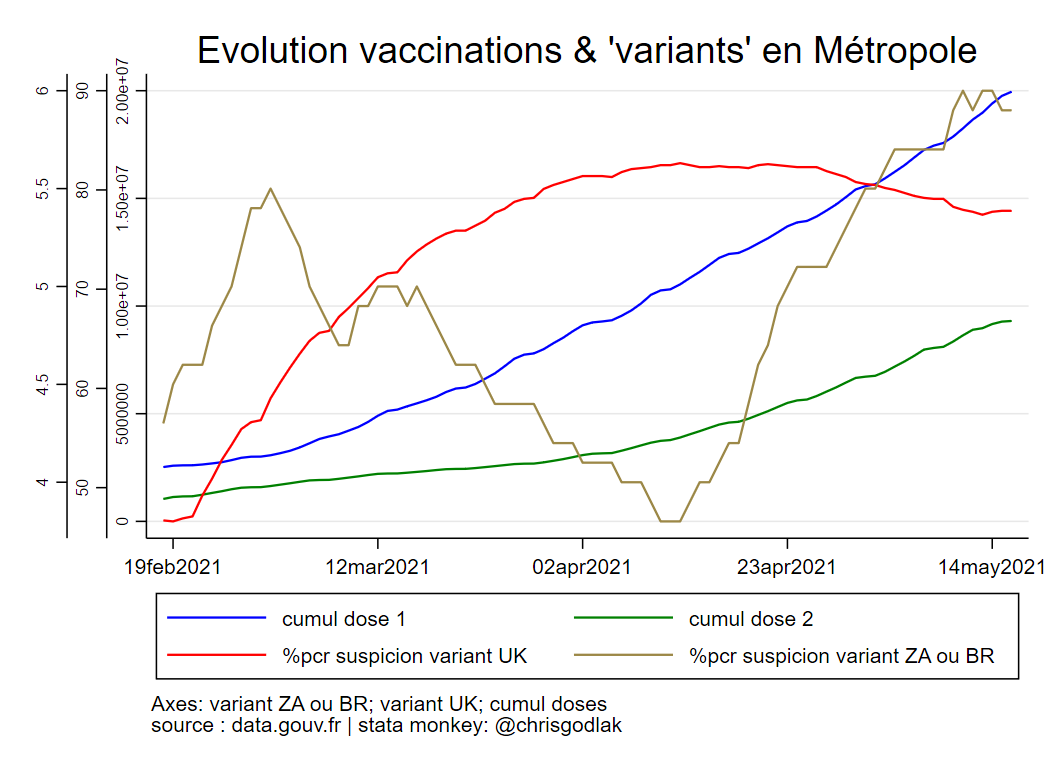 Evolution vaccinations & 'variants' en Métropole
6
5.5
5
4.5
4
90
80
70
60
50
2.00e+07
1.50e+07
1.00e+07
5000000
0
19feb2021 12mar2021 02apr2021 23apr2021 14may2021
cumul dose 1 cumul dose 2
%pcr suspicion variant UK %pcr suspicion variant ZA ou BR
Axes: variant ZA ou BR; variant UK; cumul doses
source : data.gouv.fr | stata monkey: @chrisgodlak